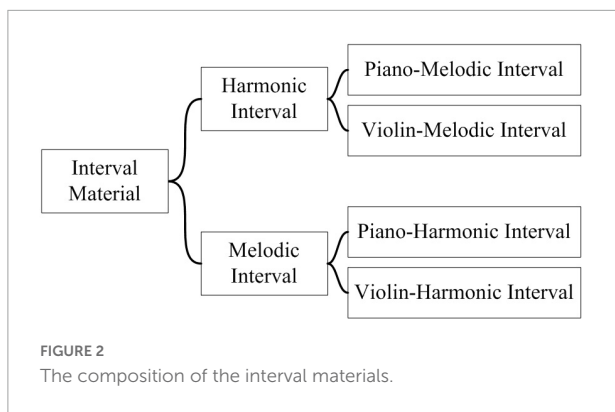 Interval
Material
Harmonic
Interval
Piano-Melodic Interval
Violin-Melodic Interval
Melodic
Interval
Piano-Harmonic Interval
Violin-Harmonic Interval
FIGURE 2
The composition of the interval materials.